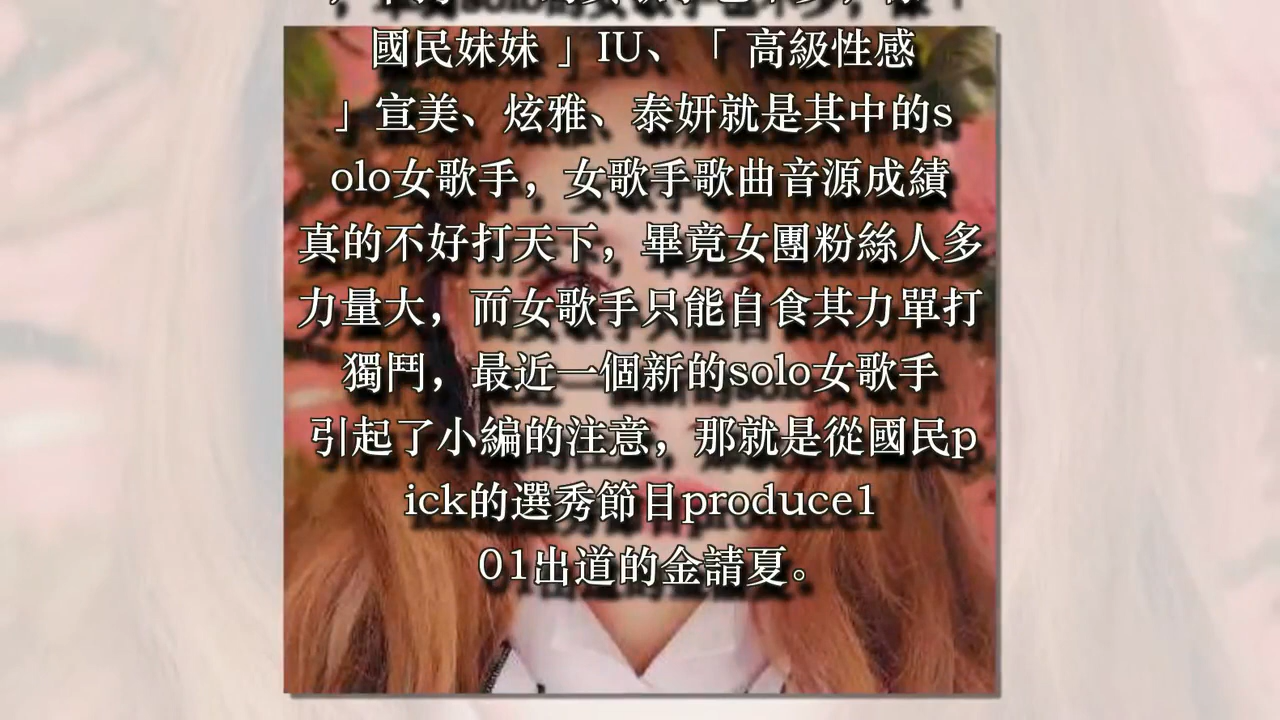 國民妹妹 」IU、「 高級性感
」宣美、炫雅、泰妍就是其中的s
olo女歌手，女歌手歌曲音源成績
真的不好打天下，畢竟女團粉絲人多
力量大，而女歌手只能自食其力單打
獨鬥，最近一個新的solo女歌手
引起了小編的注意，那就是從國民p
ick的選秀節目produce1
01出道的金請夏。